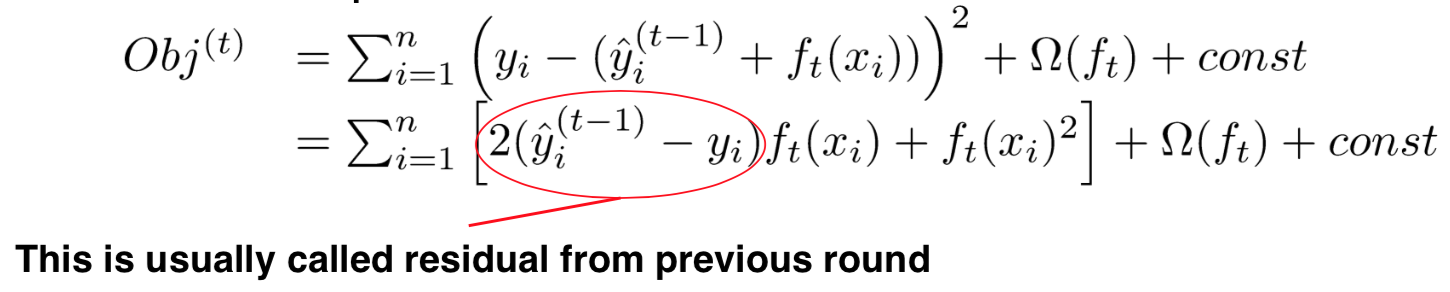 Obj^{(t)} = \sum_{i=1}^{n} \left( y_i - (\hat{y}_i^{(t-1)} + f_t(x_i)) \right)^2 + \Omega(f_t) + const
= \sum_{i=1}^{n} \left[ 2(\hat{y}_i^{(t-1)} - y_i) f_t(x_i) + f_t(x_i)^2 \right] + \Omega(f_t) + const
This is usually called residual from previous round